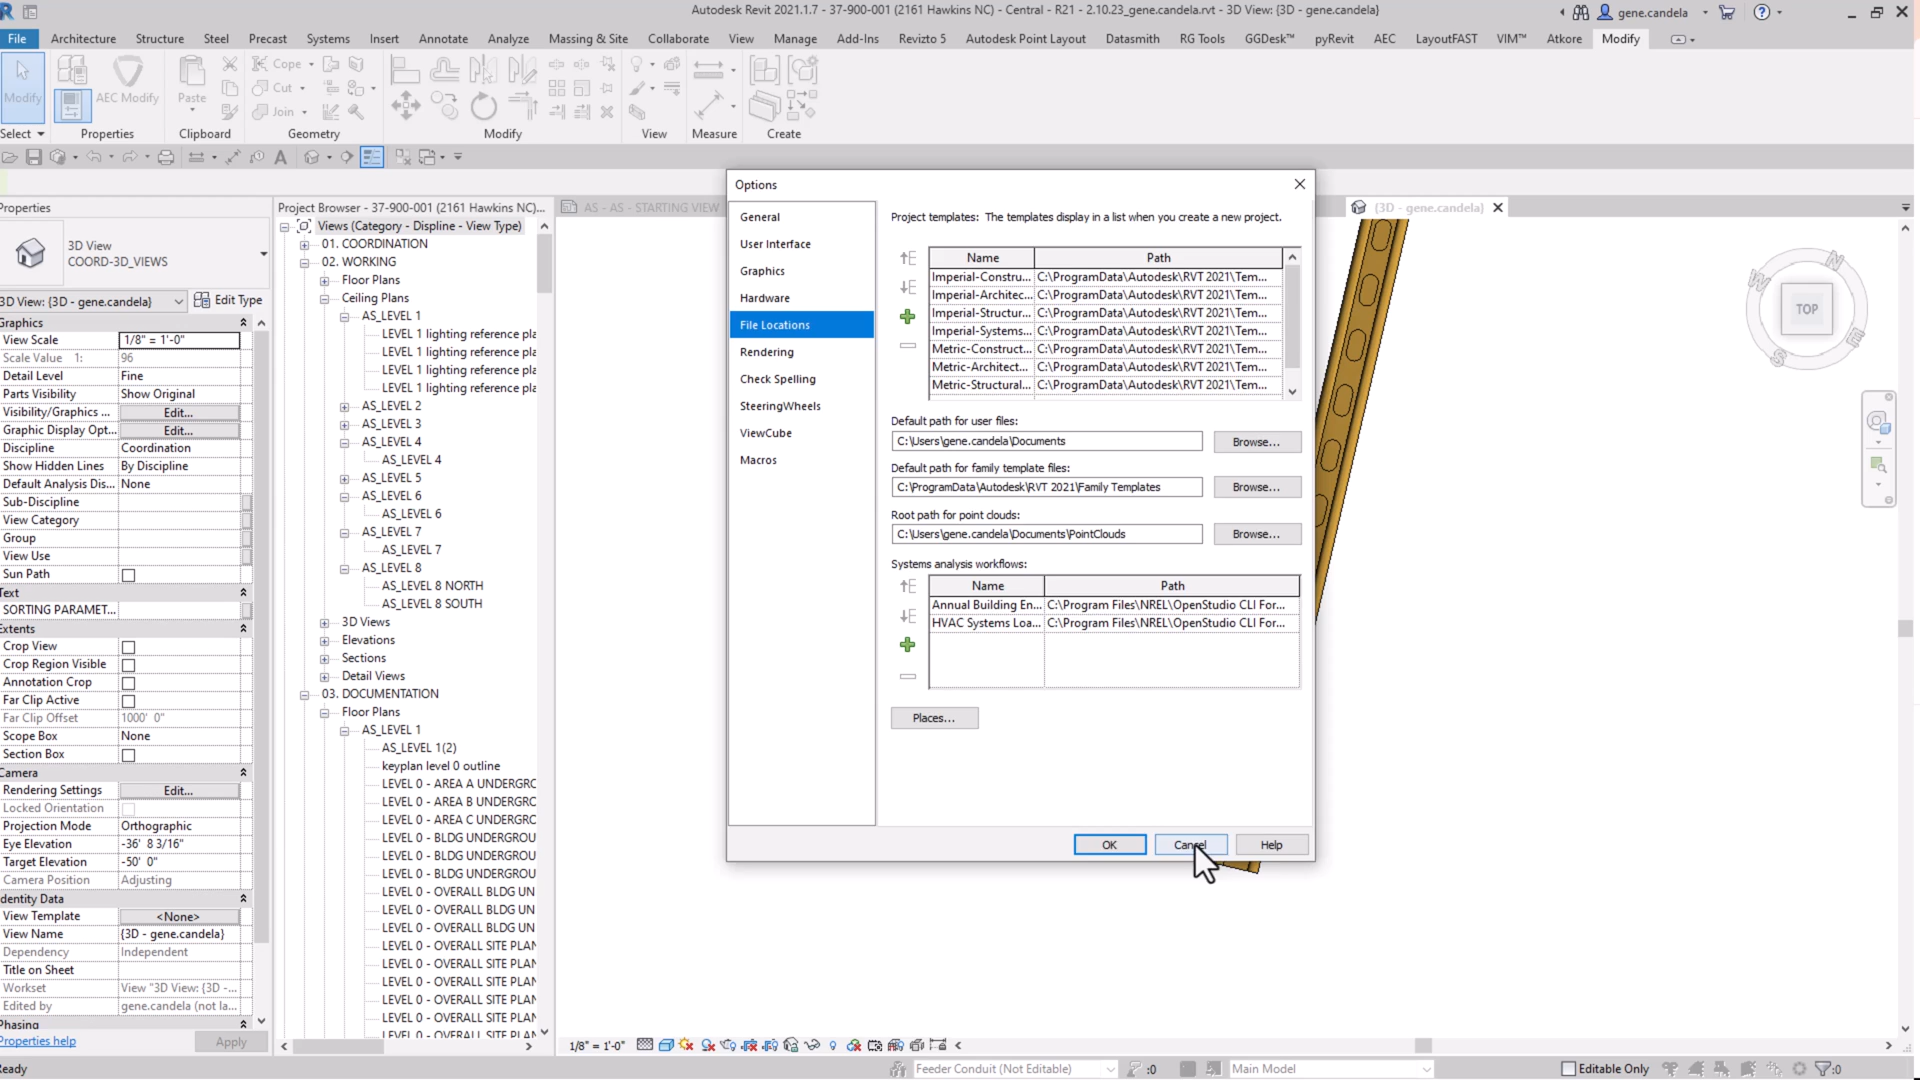 Autodesk Revit 2021.1.7 - 37-900-001 (2161 Hawkins NC) - Central - R21 - 2.10.23_gene.candela.rvt - 3D View: {3D - gene.candela}
gene.candela
File Architecture Structure Steel Precast Systems Insert Annotate Analyze Massing & Site Collaborate View Manage Add-Ins Revizto 5 Autodesk Point Layout Datasmith RG Tools GGDesk™ pyRevit AEC LayoutFAST VIM™ Atkore Modify
Modify AEC Modify Paste Cope Cut Join
Select Properties Clipboard Geometry Modify View Measure Create
Properties
3D View
COORD-3D_VIEWS
3D View: {3D - gene.candela} Edit Type
Graphics
View Scale 1/8" = 1'-0"
Scale Value 1: 96
Detail Level Fine
Parts Visibility Show Original
Visibility/Graphics ... Edit...
Graphic Display Opt... Edit...
Discipline Coordination
Show Hidden Lines By Discipline
Default Analysis Dis... None
Sub-Discipline
View Category
Group
View Use
Sun Path
Text
SORTING PARAMET...
Extents
Crop View
Crop Region Visible
Annotation Crop
Far Clip Active
Far Clip Offset 1000' 0"
Scope Box None
Section Box
Camera
Rendering Settings Edit...
Locked Orientation
Projection Mode Orthographic
Eye Elevation -36' 8 3/16"
Target Elevation -50' 0"
Camera Position Adjusting
Identity Data
View Template <None>
View Name {3D - gene.candela}
Dependency Independent
Title on Sheet
Workset View "3D View: {3D -...
Edited by gene.candela (not la...
Phasing
Properties help Apply
Project Browser - 37-900-001 (2161 Hawkins NC)...
Views (Category - Displine - View Type)
01. COORDINATION
02. WORKING
Floor Plans
Ceiling Plans
AS_LEVEL 1
LEVEL 1 lighting reference pla
LEVEL 1 lighting reference pla
LEVEL 1 lighting reference pla
LEVEL 1 lighting reference pla
AS_LEVEL 2
AS_LEVEL 3
AS_LEVEL 4
AS_LEVEL 4
AS_LEVEL 5
AS_LEVEL 6
AS_LEVEL 6
AS_LEVEL 7
AS_LEVEL 7
AS_LEVEL 8
AS_LEVEL 8 NORTH
AS_LEVEL 8 SOUTH
3D Views
Elevations
Sections
Detail Views
03. DOCUMENTATION
Floor Plans
AS_LEVEL 1
AS_LEVEL 1(2)
keyplan level 0 outline
LEVEL 0 - AREA A UNDERGRC
LEVEL 0 - AREA B UNDERGRC
LEVEL 0 - AREA C UNDERGRC
LEVEL 0 - BLDG UNDERGROU
LEVEL 0 - BLDG UNDERGROU
LEVEL 0 - BLDG UNDERGROU
LEVEL 0 - OVERALL BLDG UN
LEVEL 0 - OVERALL BLDG UN
LEVEL 0 - OVERALL BLDG UN
LEVEL 0 - OVERALL SITE PLAN
LEVEL 0 - OVERALL SITE PLAN
LEVEL 0 - OVERALL SITE PLAN
LEVEL 0 - OVERALL SITE PLAN
LEVEL 0 - OVERALL SITE PLAN
LEVEL 0 - OVERALL SITE PLAN
AS - AS - STARTING VIEW
{3D - gene.candela}
Options
General
User Interface
Graphics
Hardware
File Locations
Rendering
Check Spelling
SteeringWheels
ViewCube
Macros
Project templates: The templates display in a list when you create a new project.
Name Path
Imperial-Constru... C:\ProgramData\Autodesk\RVT 2021\Tem...
Imperial-Architec... C:\ProgramData\Autodesk\RVT 2021\Tem...
Imperial-Structur... C:\ProgramData\Autodesk\RVT 2021\Tem...
Imperial-Systems... C:\ProgramData\Autodesk\RVT 2021\Tem...
Metric-Construct... C:\ProgramData\Autodesk\RVT 2021\Tem...
Metric-Architect... C:\ProgramData\Autodesk\RVT 2021\Tem...
Metric-Structural... C:\ProgramData\Autodesk\RVT 2021\Tem...
Default path for user files:
C:\Users\gene.candela\Documents Browse...
Default path for family template files:
C:\ProgramData\Autodesk\RVT 2021\Family Templates Browse...
Root path for point clouds:
C:\Users\gene.candela\Documents\PointClouds Browse...
Systems analysis workflows:
Name Path
Annual Building En... C:\Program Files\NREL\OpenStudio CLI For...
HVAC Systems Loa... C:\Program Files\NREL\OpenStudio CLI For...
Places...
OK Cancel Help
N
W
TOP
E
S
1/8" = 1'-0"
Ready
Feeder Conduit (Not Editable) :0 Main Model Editable Only :0